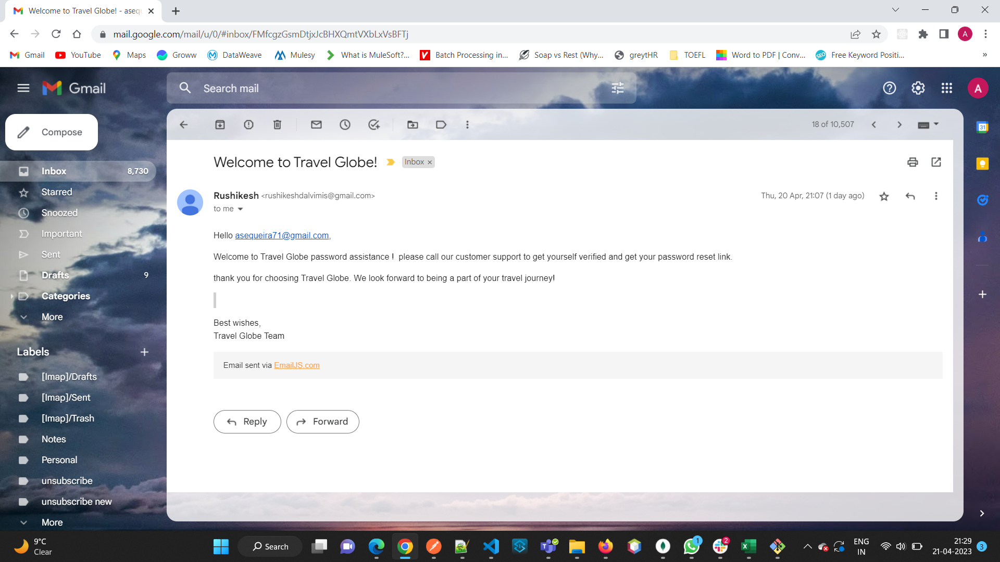 Welcome to Travel Globe! - asequ
mail.google.com/mail/u/0/#inbox/FMfcgzGsmDtjxJcBHXQmtVXbLxVsBFTj
A
Gmail
YouTube
Maps
Groww
DataWeave
Mulesy
What is MuleSoft?...
Batch Processing in...
Soap vs Rest (Why...
greytHR
TOEFL
Word to PDF | Conv...
SEO
Free Keyword Positi...
»
Gmail
Search mail
A
Compose
18 of 10,507
31
Inbox 8,730
Starred
Snoozed
Important
Sent
Drafts 9
Categories
More
Labels
[Imap]/Drafts
[Imap]/Sent
[Imap]/Trash
Notes
Personal
unsubscribe
unsubscribe new
More
Welcome to Travel Globe!
Inbox ×
Rushikesh <rushikeshdalvimis@gmail.com>
Thu, 20 Apr, 21:07 (1 day ago)
to me
Hello asequeira71@gmail.com,
Welcome to Travel Globe password assistance !  please call our customer support to get yourself verified and get your password reset link.
thank you for choosing Travel Globe. We look forward to being a part of your travel journey!
Best wishes,
Travel Globe Team
Email sent via EmailJS.com
Reply
Forward
9°C
Clear
Search
1
2
ENG
IN
21:29
21-04-2023
3